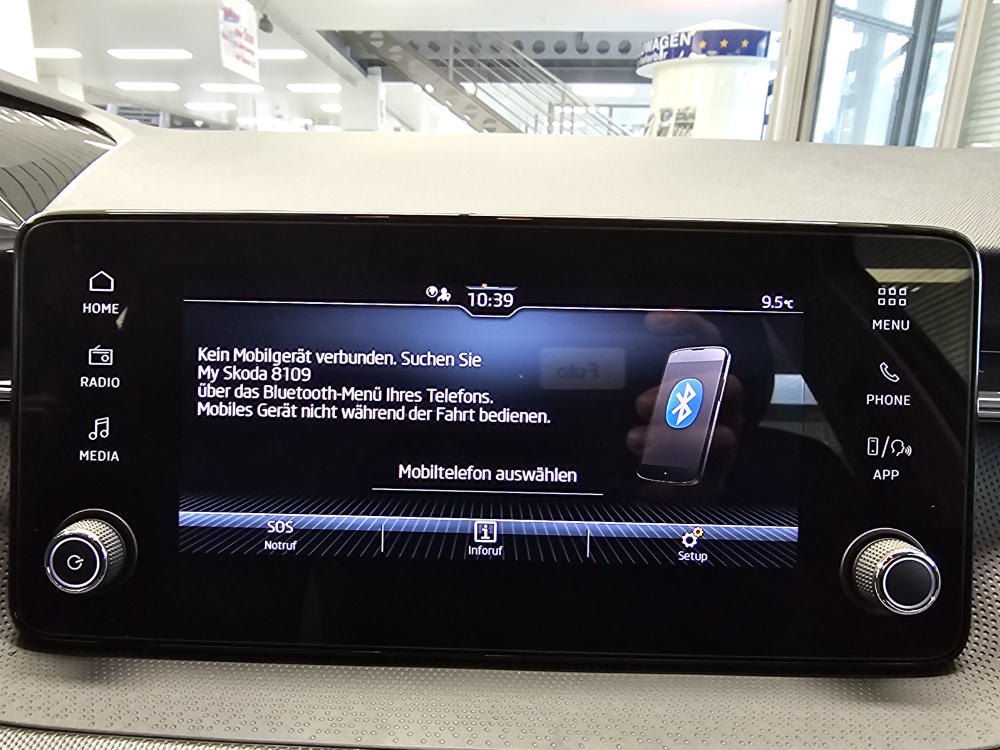 WAGEN
lieferbar
HOME
RADIO
MEDIA
10:39
9.5°C
Kein Mobilgerät verbunden. Suchen Sie
My Skoda 8109
über das Bluetooth-Menü Ihres Telefons.
Mobiles Gerät nicht während der Fahrt bedienen.
Foto
Mobiltelefon auswählen
SOS
Notruf
Inforuf
Setup
MENU
PHONE
APP